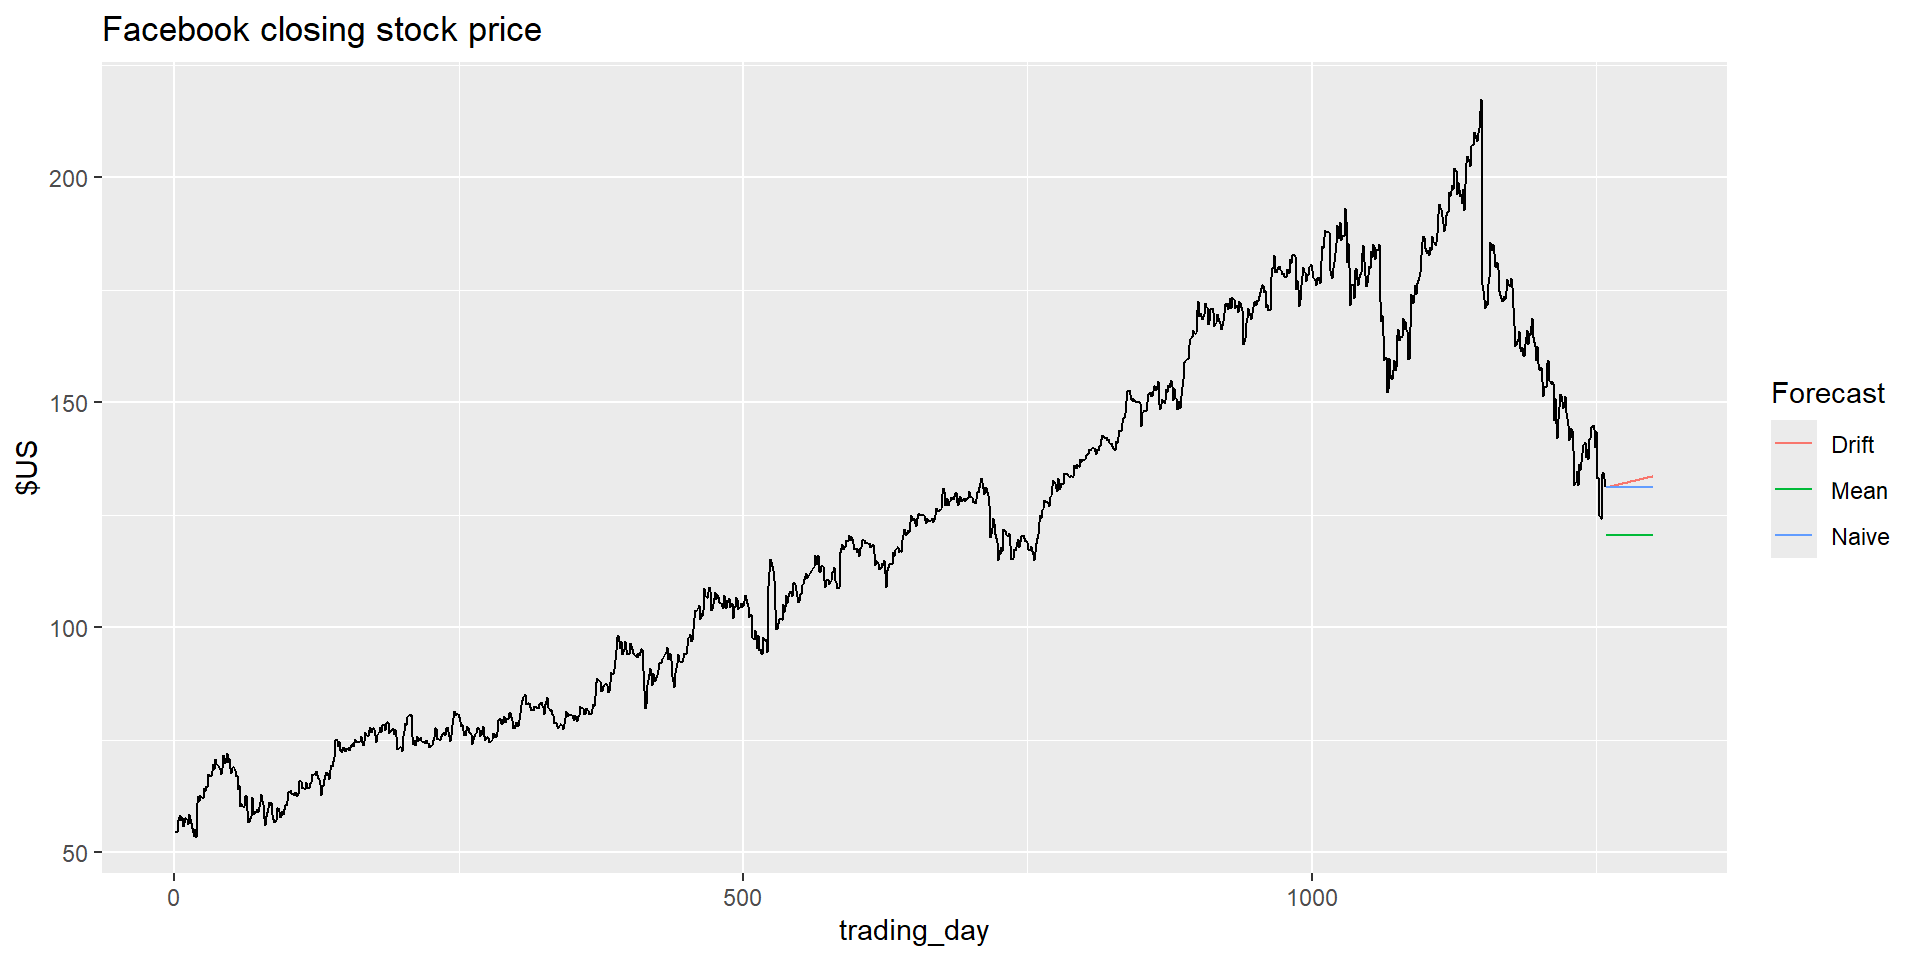 Facebook closing stock price
$US
200
150
100
50
0
500
1000
trading_day
Forecast
Drift
Mean
Naive